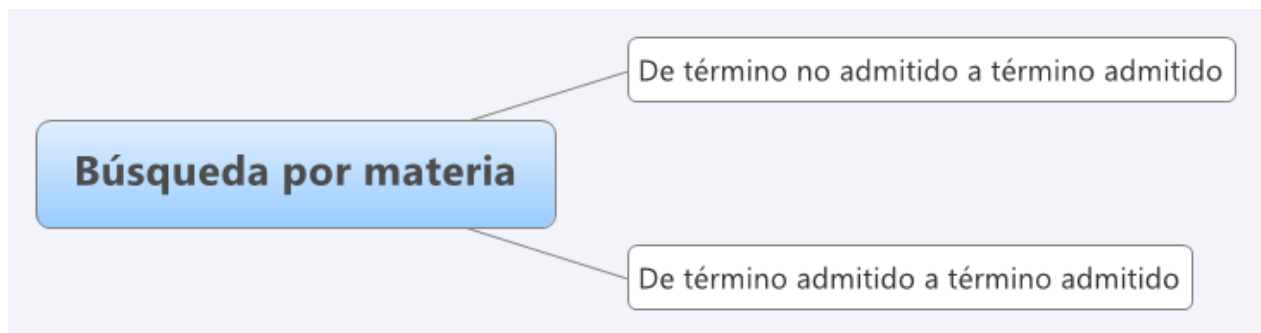 De término no admitido a término admitido
Búsqueda por materia
De término admitido a término admitido